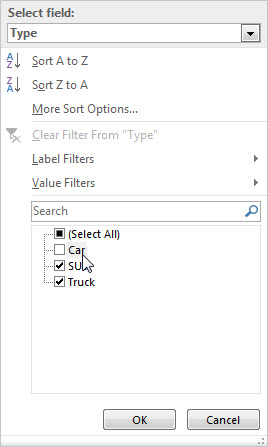 Select field:
Type
Sort A to Z
Sort Z to A
More Sort Options...
Clear Filter From "Type"
Label Filters
Value Filters
Search
(Select All)
Car
SU
Truck
OK
Cancel